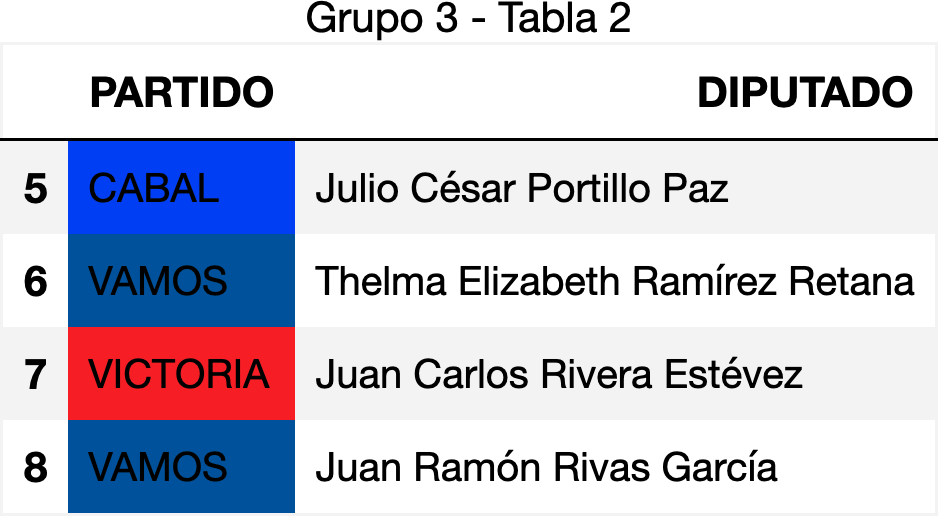 Grupo 3 - Tabla 2
PARTIDO DIPUTADO
5 CABAL Julio César Portillo Paz
6 VAMOS Thelma Elizabeth Ramírez Retana
7 VICTORIA Juan Carlos Rivera Estévez
8 VAMOS Juan Ramón Rivas García